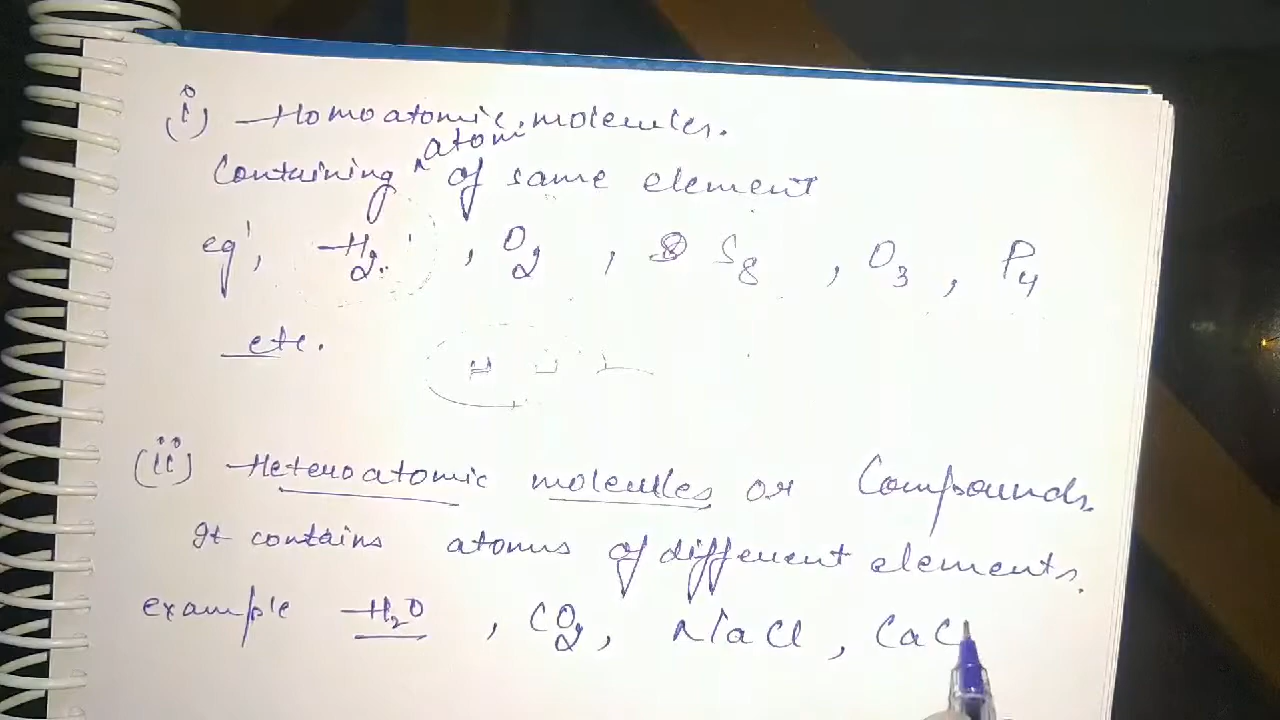 (i) Homoatomic molecules.
atom
Containing ^ of same element
eg', H2, O2, S8, O3, P4
etc.
(ii) Heteroatomic molecules or Compounds.
It contains atoms of different elements.
example H2O, CO2, NaCl, CaC